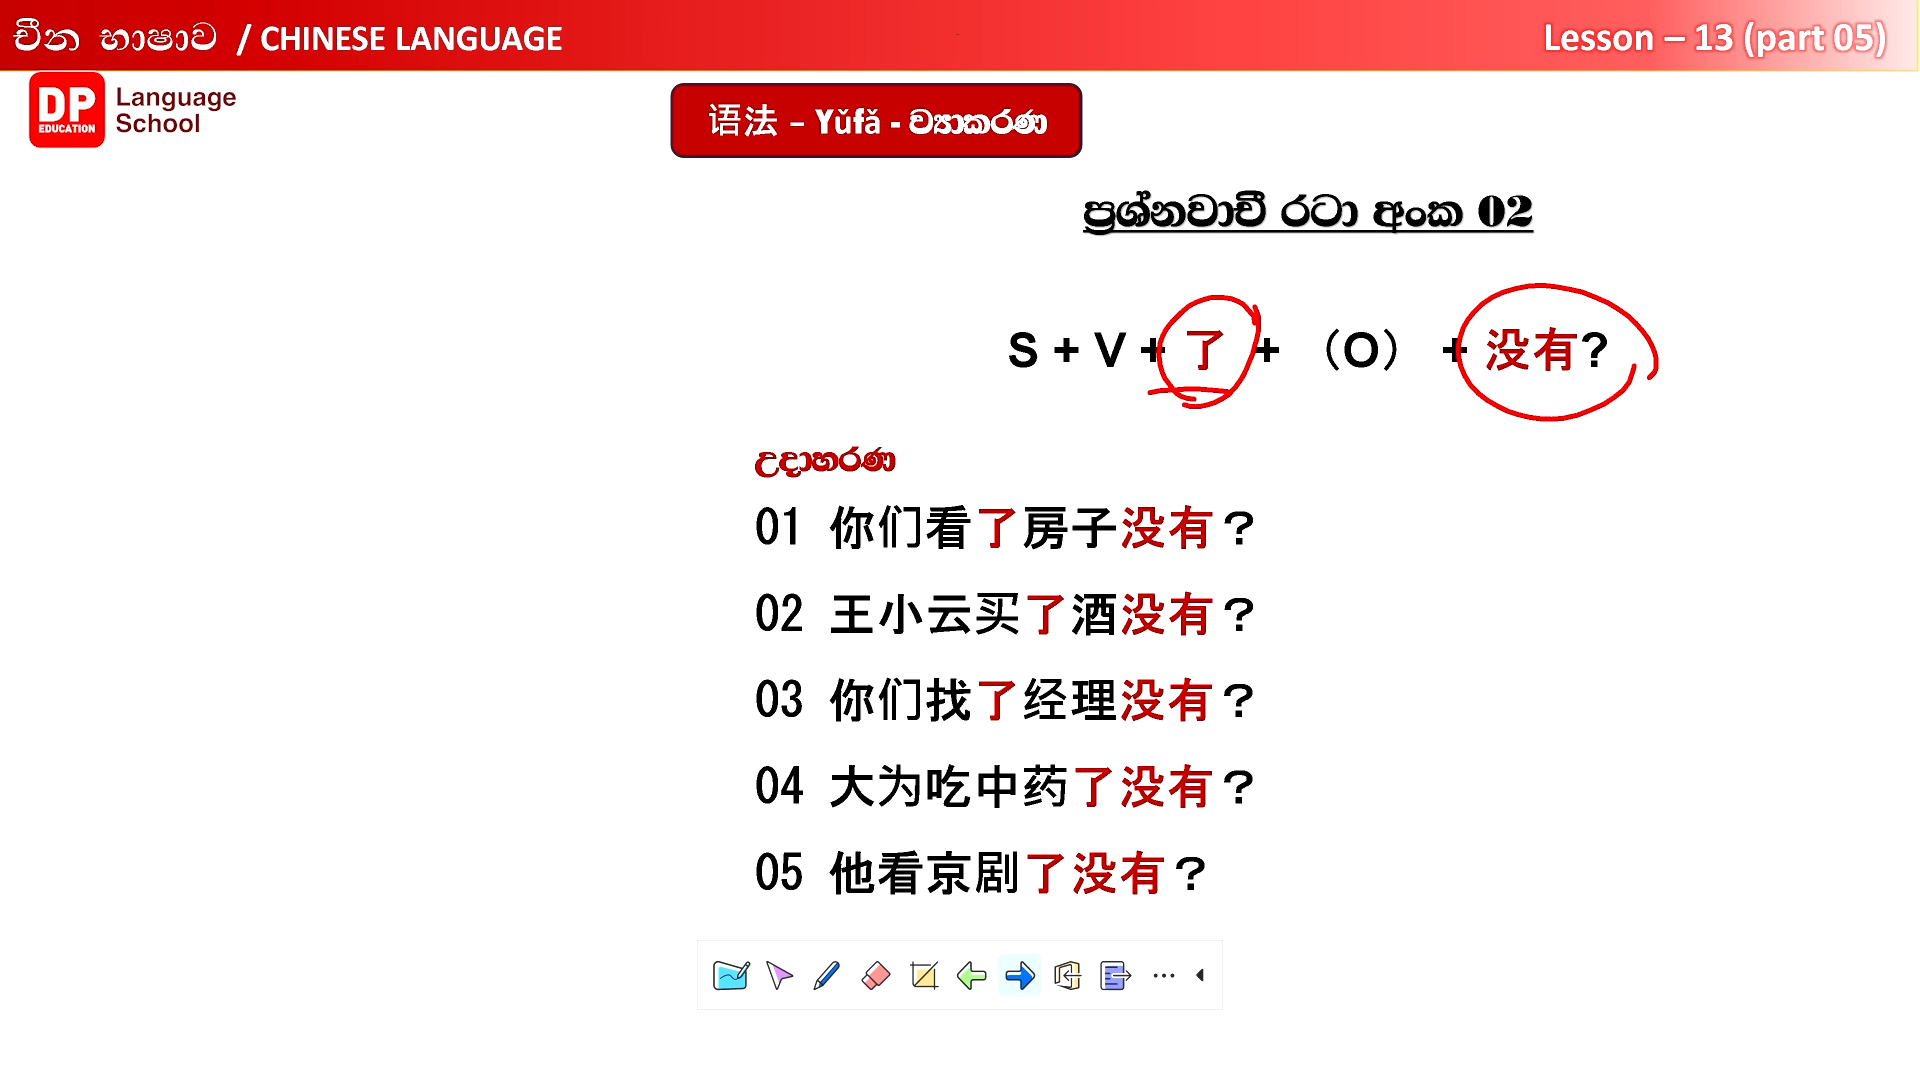 චීන භාෂාව / CHINESE LANGUAGE
Lesson – 13 (part 05)
DP EDUCATION
Language School
语法 – Yǔfǎ - ව්‍යාකරණ
ප්‍රශ්නවාචී රටා අංක 02
S + V + 了 + （O） + 没有?
උදාහරණ
01 你们看了房子没有？
02 王小云买了酒没有？
03 你们找了经理没有？
04 大为吃中药了没有？
05 他看京剧了没有？